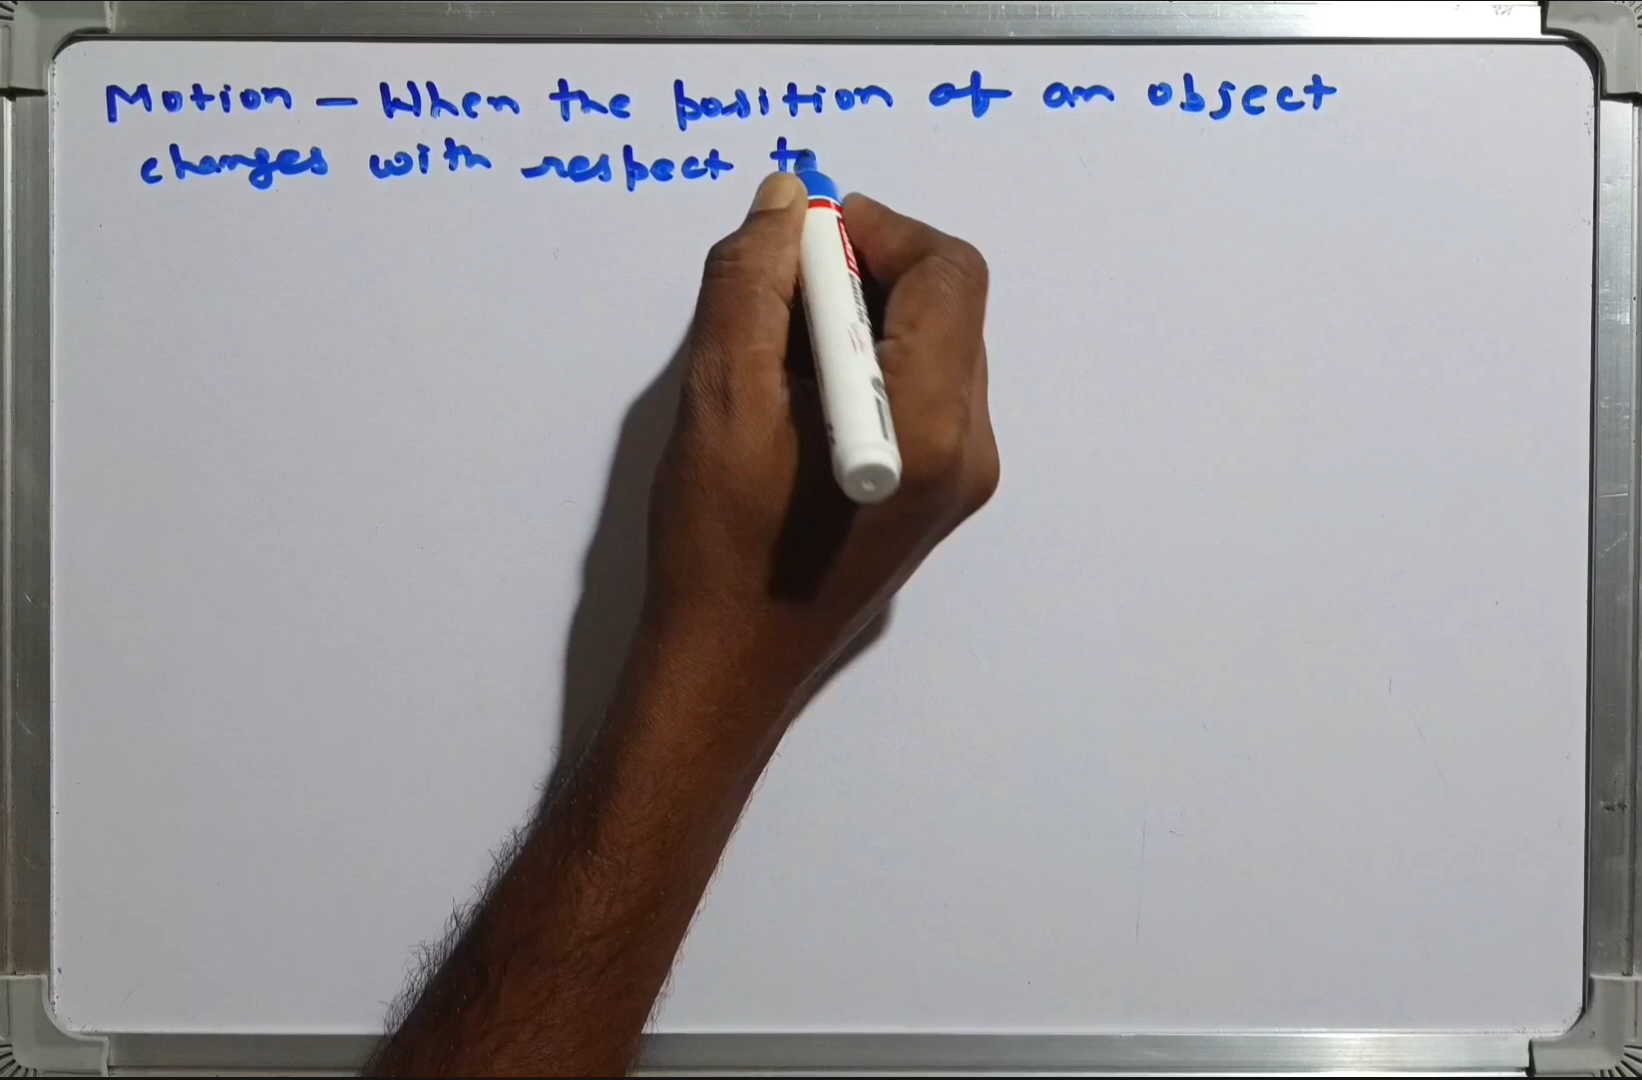 Motion - When the position of an object
changes with respect to